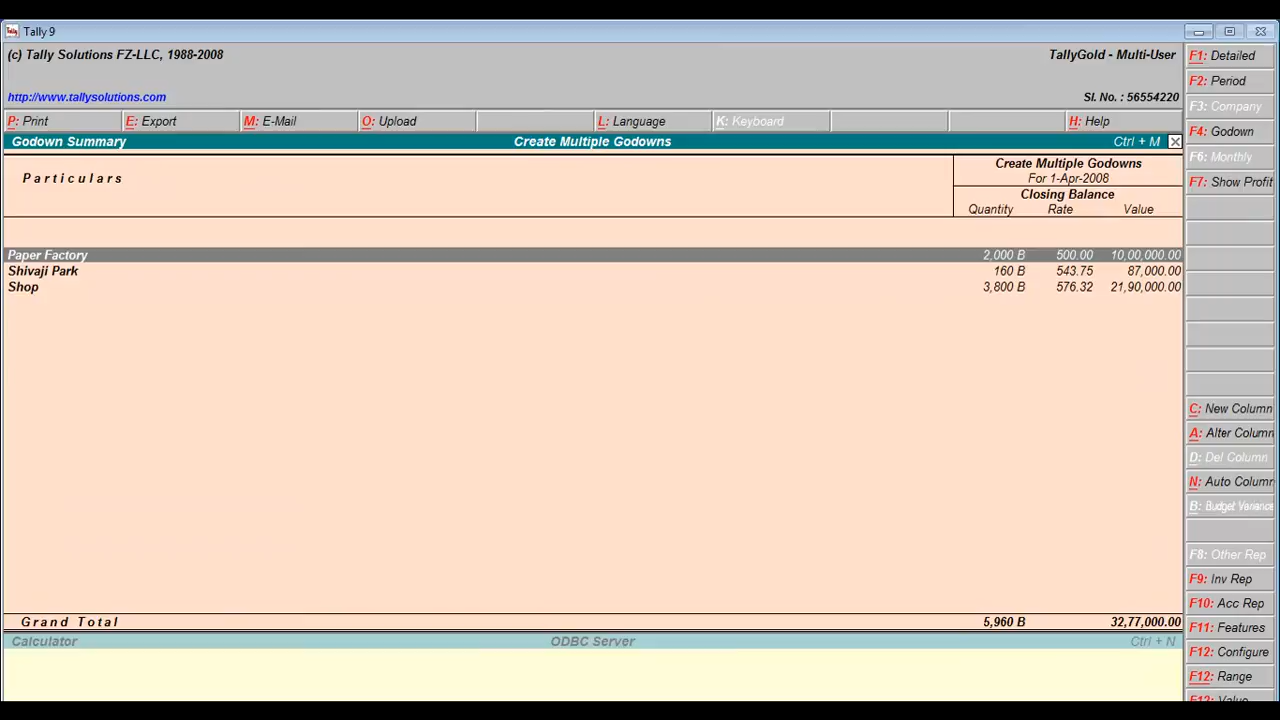 Tally 9
(c) Tally Solutions FZ-LLC, 1988-2008
TallyGold - Multi-User
http://www.tallysolutions.com
Sl. No. : 56554220
P: Print E: Export M: E-Mail O: Upload L: Language K: Keyboard H: Help
Godown Summary Create Multiple Godowns Ctrl + M
Particulars
Create Multiple Godowns
For 1-Apr-2008
Closing Balance
Quantity Rate Value
Paper Factory 2,000 B 500.00 10,00,000.00
Shivaji Park 160 B 543.75 87,000.00
Shop 3,800 B 576.32 21,90,000.00
Grand Total 5,960 B 32,77,000.00
Calculator ODBC Server Ctrl + N
F1: Detailed
F2: Period
F3: Company
F4: Godown
F6: Monthly
F7: Show Profit
C: New Column
A: Alter Column
D: Del Column
N: Auto Column
B: Budget Variance
F8: Other Rep
F9: Inv Rep
F10: Acc Rep
F11: Features
F12: Configure
F12: Range
F12: Value